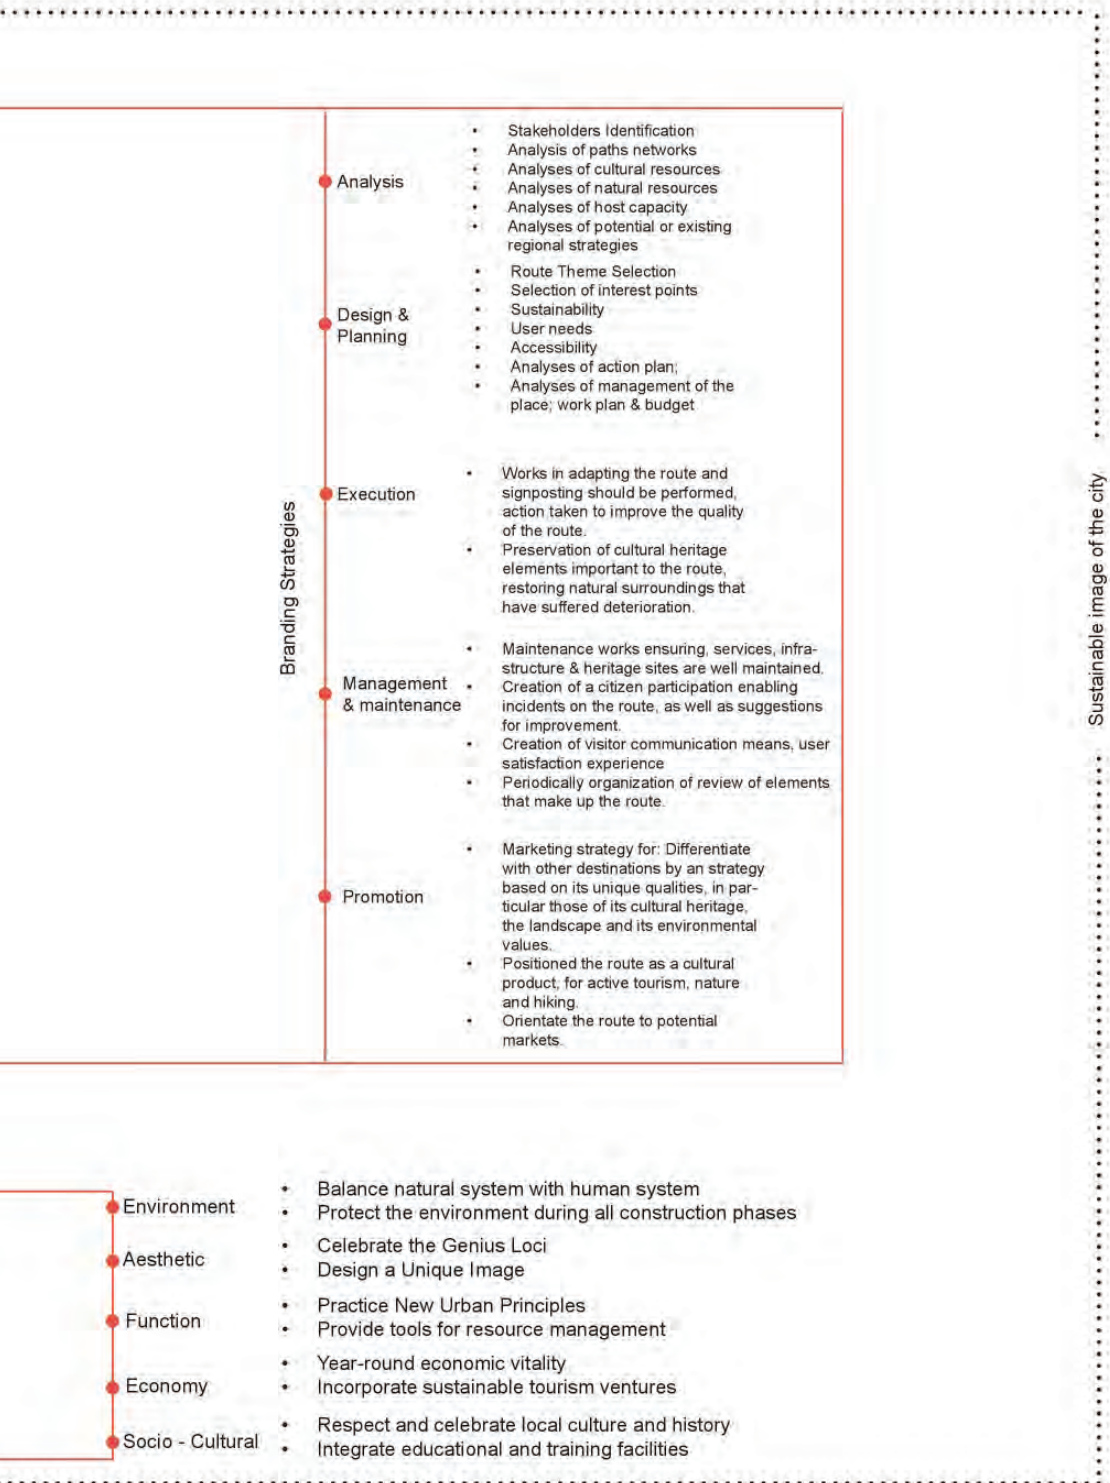 Analysis
• Stakeholders Identification
• Analysis of paths networks
• Analyses of cultural resources
• Analyses of natural resources
• Analyses of host capacity
• Analyses of potential or existing
regional strategies
Design &
Planning
• Route Theme Selection
• Selection of interest points
• Sustainability
• User needs
• Accessibility
• Analyses of action plan;
• Analyses of management of the
place; work plan & budget
Branding Strategies
Execution
• Works in adapting the route and
signposting should be performed,
action taken to improve the quality
of the route.
• Preservation of cultural heritage
elements important to the route,
restoring natural surroundings that
have suffered deterioration.
Management
& maintenance
• Maintenance works ensuring, services, infra-
structure & heritage sites are well maintained.
• Creation of a citizen participation enabling
incidents on the route, as well as suggestions
for improvement.
• Creation of visitor communication means, user
satisfaction experience
• Periodically organization of review of elements
that make up the route.
Promotion
• Marketing strategy for: Differentiate
with other destinations by an strategy
based on its unique qualities, in par-
ticular those of its cultural heritage,
the landscape and its environmental
values.
• Positioned the route as a cultural
product, for active tourism, nature
and hiking.
• Orientate the route to potential
markets.
Sustainable image of the city
Environment
• Balance natural system with human system
• Protect the environment during all construction phases
Aesthetic
• Celebrate the Genius Loci
• Design a Unique Image
Function
• Practice New Urban Principles
• Provide tools for resource management
Economy
• Year-round economic vitality
• Incorporate sustainable tourism ventures
Socio - Cultural
• Respect and celebrate local culture and history
• Integrate educational and training facilities